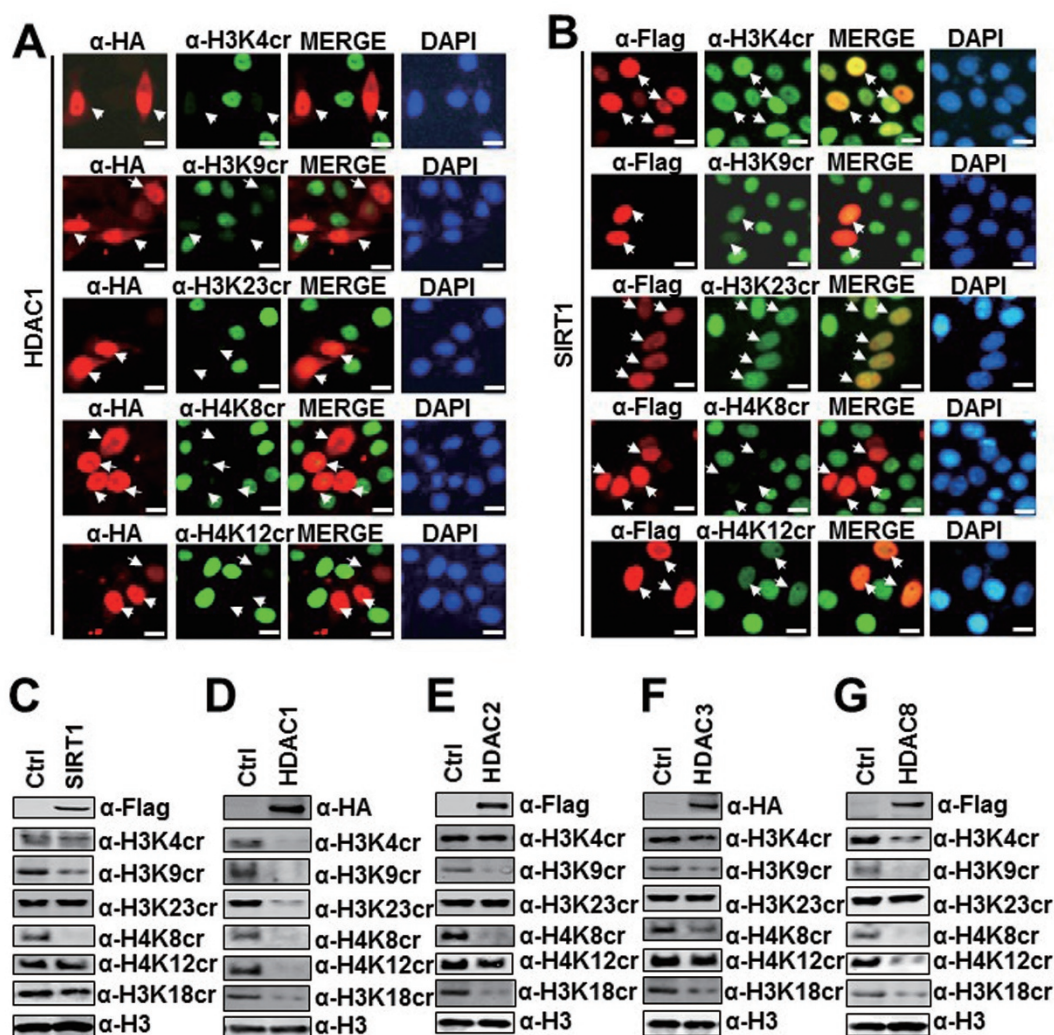 A
α-HA α-H3K4cr MERGE DAPI
α-HA α-H3K9cr MERGE DAPI
α-HA α-H3K23cr MERGE DAPI
α-HA α-H4K8cr MERGE DAPI
α-HA α-H4K12cr MERGE DAPI
HDAC1
B
α-Flag α-H3K4cr MERGE DAPI
α-Flag α-H3K9cr MERGE DAPI
α-Flag α-H3K23cr MERGE DAPI
α-Flag α-H4K8cr MERGE DAPI
α-Flag α-H4K12cr MERGE DAPI
SIRT1
C
Ctrl
SIRT1
α-Flag
α-H3K4cr
α-H3K9cr
α-H3K23cr
α-H4K8cr
α-H4K12cr
α-H3K18cr
α-H3
D
Ctrl
HDAC1
α-HA
α-H3K4cr
α-H3K9cr
α-H3K23cr
α-H4K8cr
α-H4K12cr
α-H3K18cr
α-H3
E
Ctrl
HDAC2
α-Flag
α-H3K4cr
α-H3K9cr
α-H3K23cr
α-H4K8cr
α-H4K12cr
α-H3K18cr
α-H3
F
Ctrl
HDAC3
α-HA
α-H3K4cr
α-H3K9cr
α-H3K23cr
α-H4K8cr
α-H4K12cr
α-H3K18cr
α-H3
G
Ctrl
HDAC8
α-Flag
α-H3K4cr
α-H3K9cr
α-H3K23cr
α-H4K8cr
α-H4K12cr
α-H3K18cr
α-H3